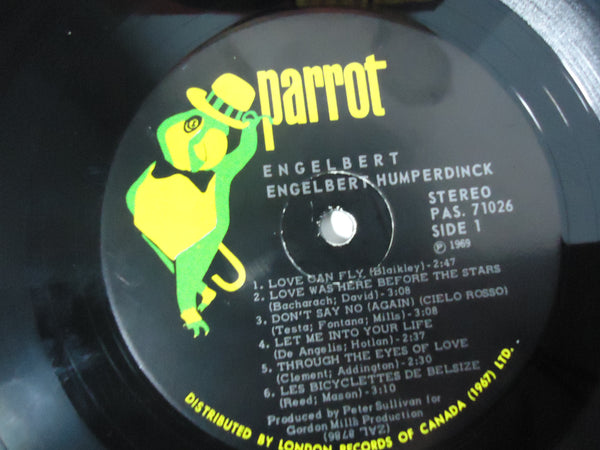 parrot
ENGELBERT
ENGELBERT HUMPERDINCK
STEREO
PAS. 71026
SIDE 1
℗ 1969
1. LOVE CAN FLY (Blaikley)-2:47
2. LOVE WAS HERE BEFORE THE STARS
(Bacharach; David)-3:08
3. DON'T SAY NO (AGAIN) (CIELO ROSSO)
(Testa; Fontana; Mills)-3:08
4. LET ME INTO YOUR LIFE
(De Angelis; Hotlan)-2:37
5. THROUGH THE EYES OF LOVE
(Clement; Addington)-2:30
6. LES BICYCLETTES DE BELSIZE
(Reed; Mason)-3:10
Produced by Peter Sullivan for
Gordon Mills Production
(ZAL 8786)
DISTRIBUTED BY LONDON RECORDS OF CANADA (1967) LTD.